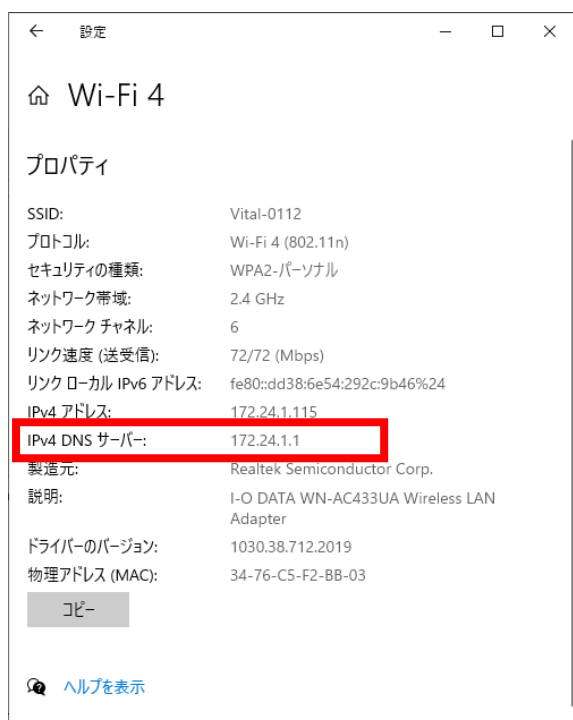 設定
Wi-Fi 4
プロパティ
SSID: Vital-0112
プロトコル: Wi-Fi 4 (802.11n)
セキュリティの種類: WPA2-パーソナル
ネットワーク帯域: 2.4 GHz
ネットワーク チャネル: 6
リンク速度 (送受信): 72/72 (Mbps)
リンク ローカル IPv6 アドレス: fe80::dd38:6e54:292c:9b46%24
IPv4 アドレス: 172.24.1.115
IPv4 DNS サーバー: 172.24.1.1
製造元: Realtek Semiconductor Corp.
説明: I-O DATA WN-AC433UA Wireless LAN
Adapter
ドライバーのバージョン: 1030.38.712.2019
物理アドレス (MAC): 34-76-C5-F2-BB-03
コピー
ヘルプを表示